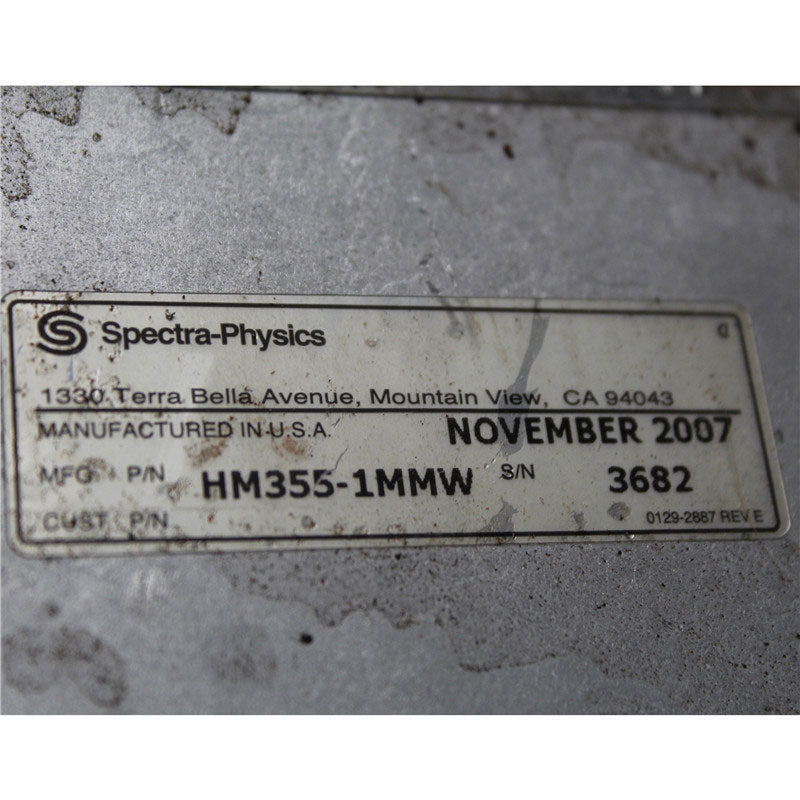 Spectra-Physics
1330 Terra Bella Avenue, Mountain View, CA 94043
MANUFACTURED IN U.S.A. NOVEMBER 2007
MFG P/N HM355-1MMW S/N 3682
CUST P/N 0129-2887 REV E